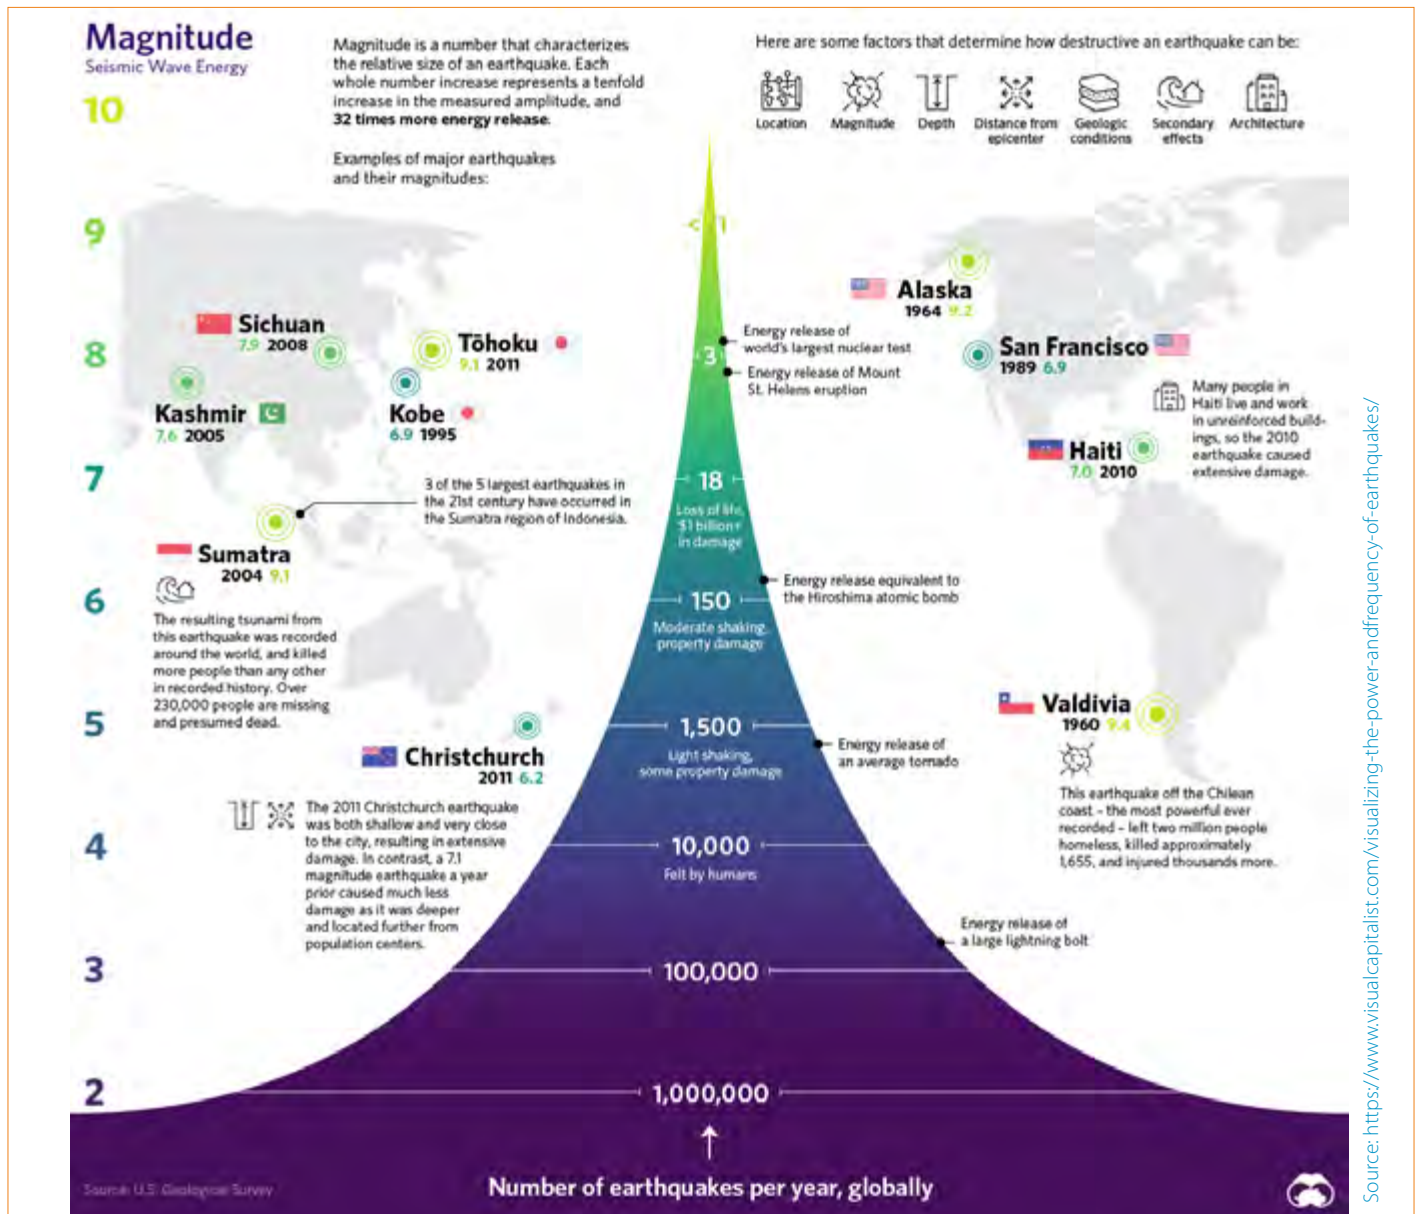 Magnitude
Seismic Wave Energy
10
9
8
7
6
5
4
3
2
Magnitude is a number that characterizes
the relative size of an earthquake. Each
whole number increase represents a tenfold
increase in the measured amplitude, and
32 times more energy release.
Examples of major earthquakes
and their magnitudes:
Here are some factors that determine how destructive an earthquake can be:
Location
Magnitude
Depth
Distance from
epicenter
Geologic
conditions
Secondary
effects
Architecture
Sichuan
7.9 2008
Tōhoku
9.1 2011
Kashmir
7.6 2005
Kobe
6.9 1995
3 of the 5 largest earthquakes in
the 21st century have occurred in
the Sumatra region of Indonesia.
Sumatra
2004 9.1
The resulting tsunami from
this earthquake was recorded
around the world, and killed
more people than any other
in recorded history. Over
230,000 people are missing
and presumed dead.
Christchurch
2011 6.2
The 2011 Christchurch earthquake
was both shallow and very close
to the city, resulting in extensive
damage. In contrast, a 7.1
magnitude earthquake a year
prior caused much less
damage as it was deeper
and located further from
population centers.
<1
3
18
Loss of life,
$1 billion+
in damage
150
Moderate shaking,
property damage
1,500
Light shaking,
some property damage
10,000
Felt by humans
100,000
1,000,000
Number of earthquakes per year, globally
Energy release of
world's largest nuclear test
Energy release of Mount
St. Helens eruption
Energy release equivalent to
the Hiroshima atomic bomb
Energy release of
an average tornado
Energy release of
a large lightning bolt
Alaska
1964 9.2
San Francisco
1989 6.9
Many people in
Haiti live and work
in unreinforced build-
ings, so the 2010
earthquake caused
extensive damage.
Haiti
7.0 2010
Valdivia
1960 9.4
This earthquake off the Chilean
coast - the most powerful ever
recorded - left two million people
homeless, killed approximately
1,655, and injured thousands more.
Source: U.S. Geological Survey
Source: https://www.visualcapitalist.com/visualizing-the-power-andfrequency-of-earthquakes/